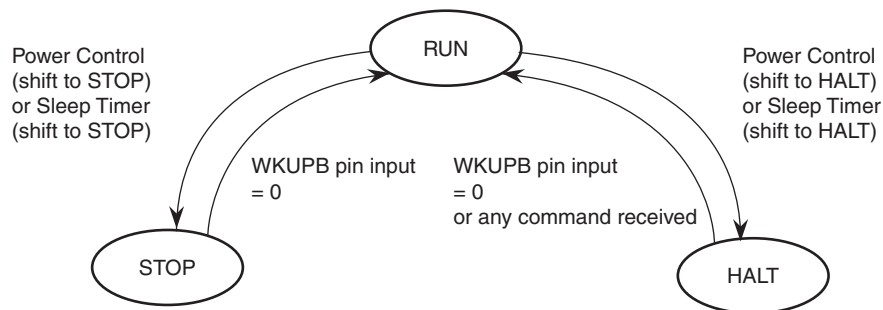 RUN
Power Control
(shift to STOP)
or Sleep Timer
(shift to STOP)
Power Control
(shift to HALT)
or Sleep Timer
(shift to HALT)
WKUPB pin input
= 0
WKUPB pin input
= 0
or any command received
STOP
HALT